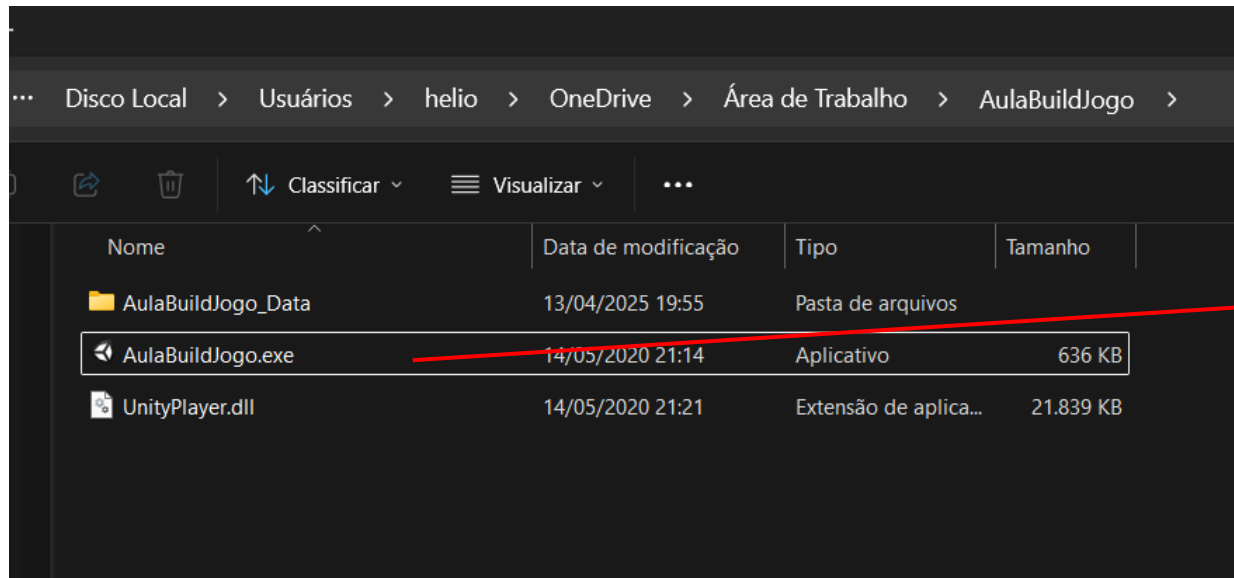 ... Disco Local > Usuários > helio > OneDrive > Área de Trabalho > AulaBuildJogo >
Classificar Visualizar ...
Nome Data de modificação Tipo Tamanho
AulaBuildJogo_Data 13/04/2025 19:55 Pasta de arquivos
AulaBuildJogo.exe 14/05/2020 21:14 Aplicativo 636 KB
UnityPlayer.dll 14/05/2020 21:21 Extensão de aplica... 21.839 KB